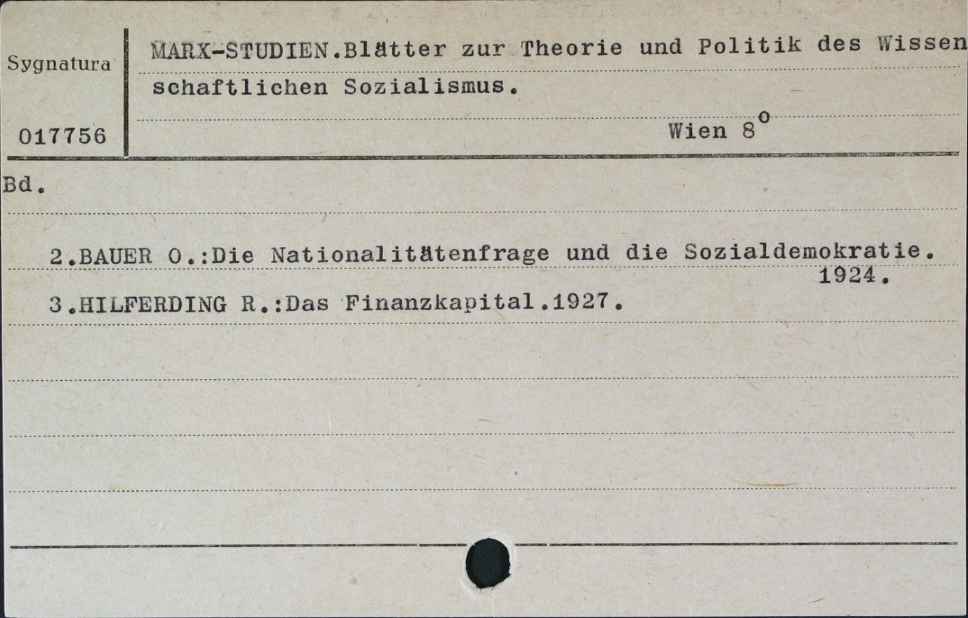 Sygnatura
017756
MARX-STUDIEN.Blätter zur Theorie und Politik des Wissen
schaftlichen Sozialismus.
Wien 8°
Bd.
2.BAUER O.:Die Nationalitätenfrage und die Sozialdemokratie.
1924.
3.HILFERDING R.:Das Finanzkapital.1927.